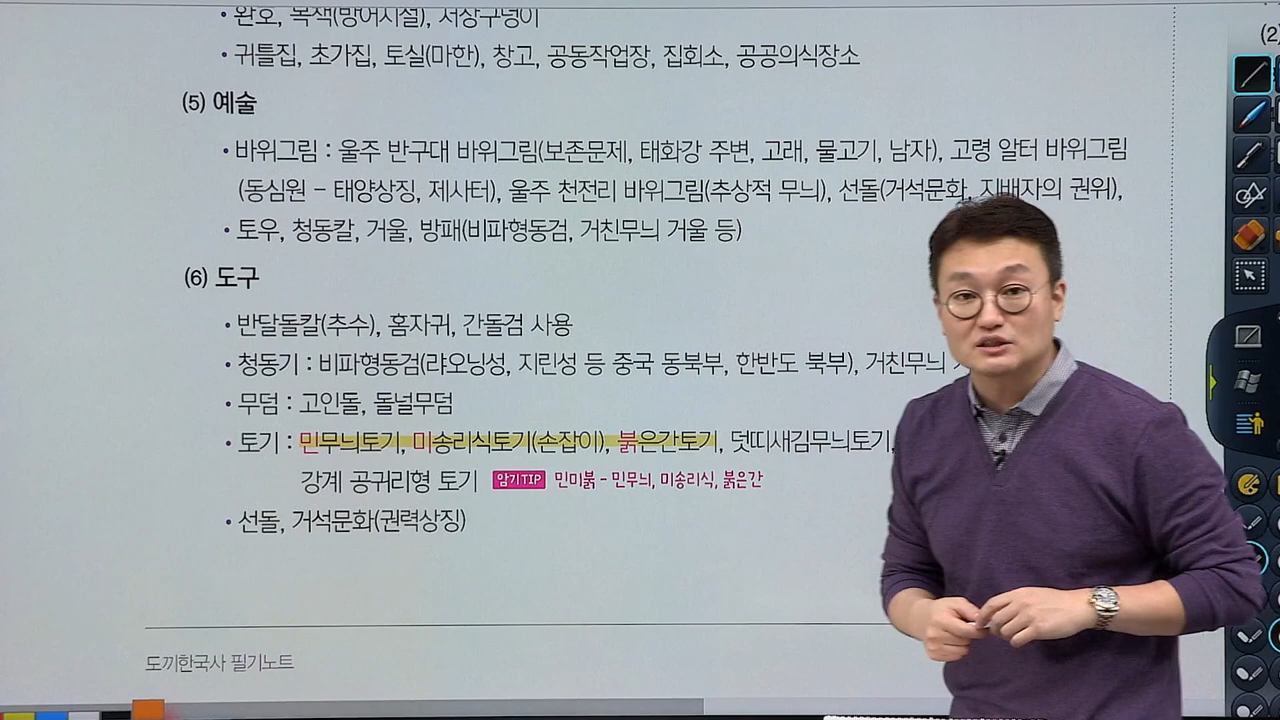 • 완호, 목책(방어시설), 저장구덩이
• 귀틀집, 초가집, 토실(마한), 창고, 공동작업장, 집회소, 공공의식장소
(5) 예술
• 바위그림 : 울주 반구대 바위그림(보존문제, 태화강 주변, 고래, 물고기, 남자), 고령 알터 바위그림
(동심원 – 태양상징, 제사터), 울주 천전리 바위그림(추상적 무늬), 선돌(거석문화, 지배자의 권위),
• 토우, 청동칼, 거울, 방패(비파형동검, 거친무늬 거울 등)
(6) 도구
• 반달돌칼(추수), 홈자귀, 간돌검 사용
• 청동기 : 비파형동검(랴오닝성, 지린성 등 중국 동북부, 한반도 북부), 거친무늬
• 무덤 : 고인돌, 돌널무덤
• 토기 : 민무늬토기, 미송리식토기(손잡이), 붉은간토기, 덧띠새김무늬토기,
강계 공귀리형 토기 암기TIP 민미붉 – 민무늬, 미송리식, 붉은간
• 선돌, 거석문화(권력상징)
도끼한국사 필기노트
(2)